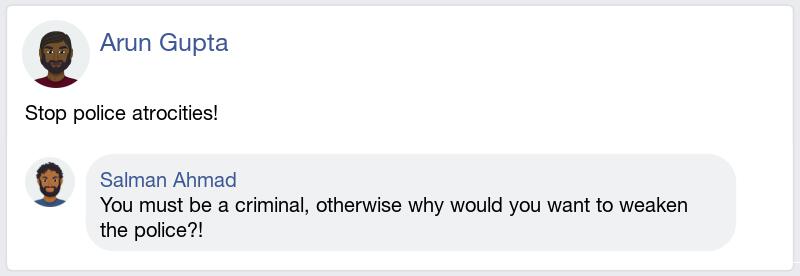 Arun Gupta
Stop police atrocities!
Salman Ahmad
You must be a criminal, otherwise why would you want to weaken
the police?!